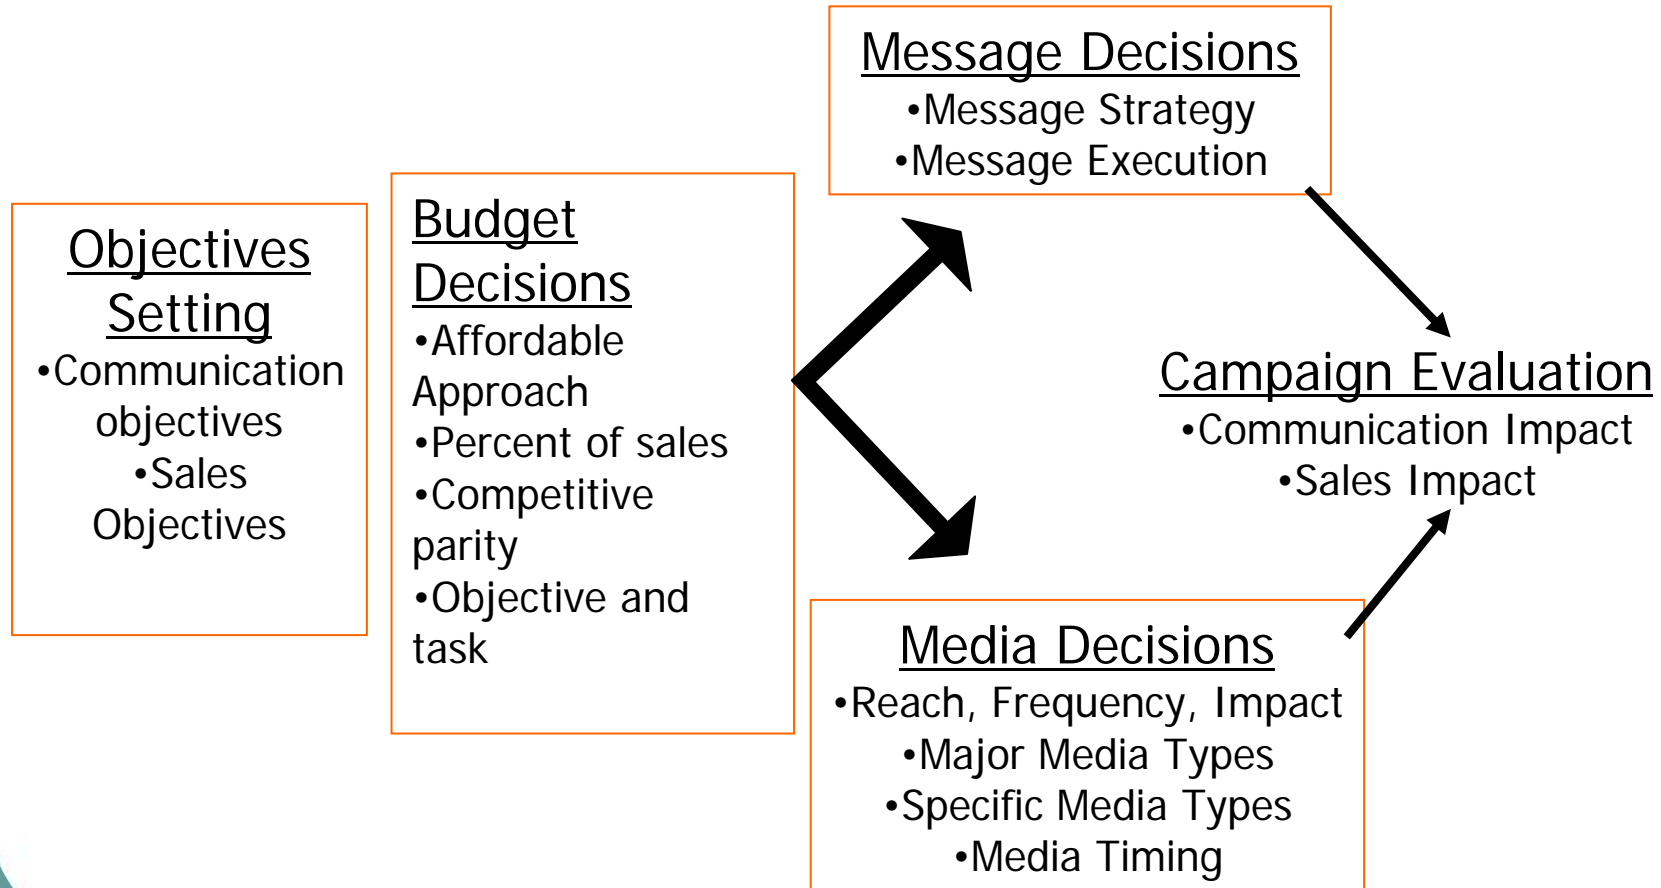 Objectives
Setting
•Communication
objectives
•Sales
Objectives
Budget
Decisions
•Affordable
Approach
•Percent of sales
•Competitive
parity
•Objective and
task
Message Decisions
•Message Strategy
•Message Execution
Media Decisions
•Reach, Frequency, Impact
•Major Media Types
•Specific Media Types
•Media Timing
Campaign Evaluation
•Communication Impact
•Sales Impact